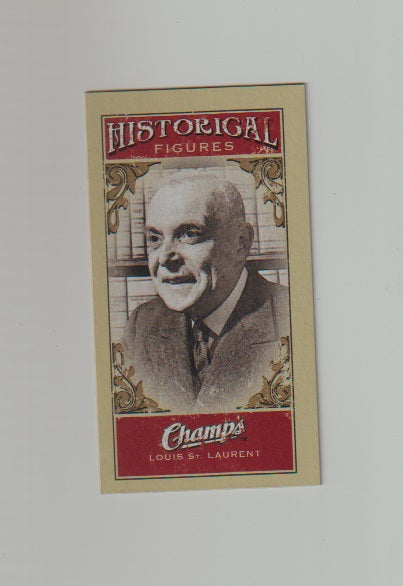 HISTORICAL
FIGURES
Champ's
LOUIS ST. LAURENT